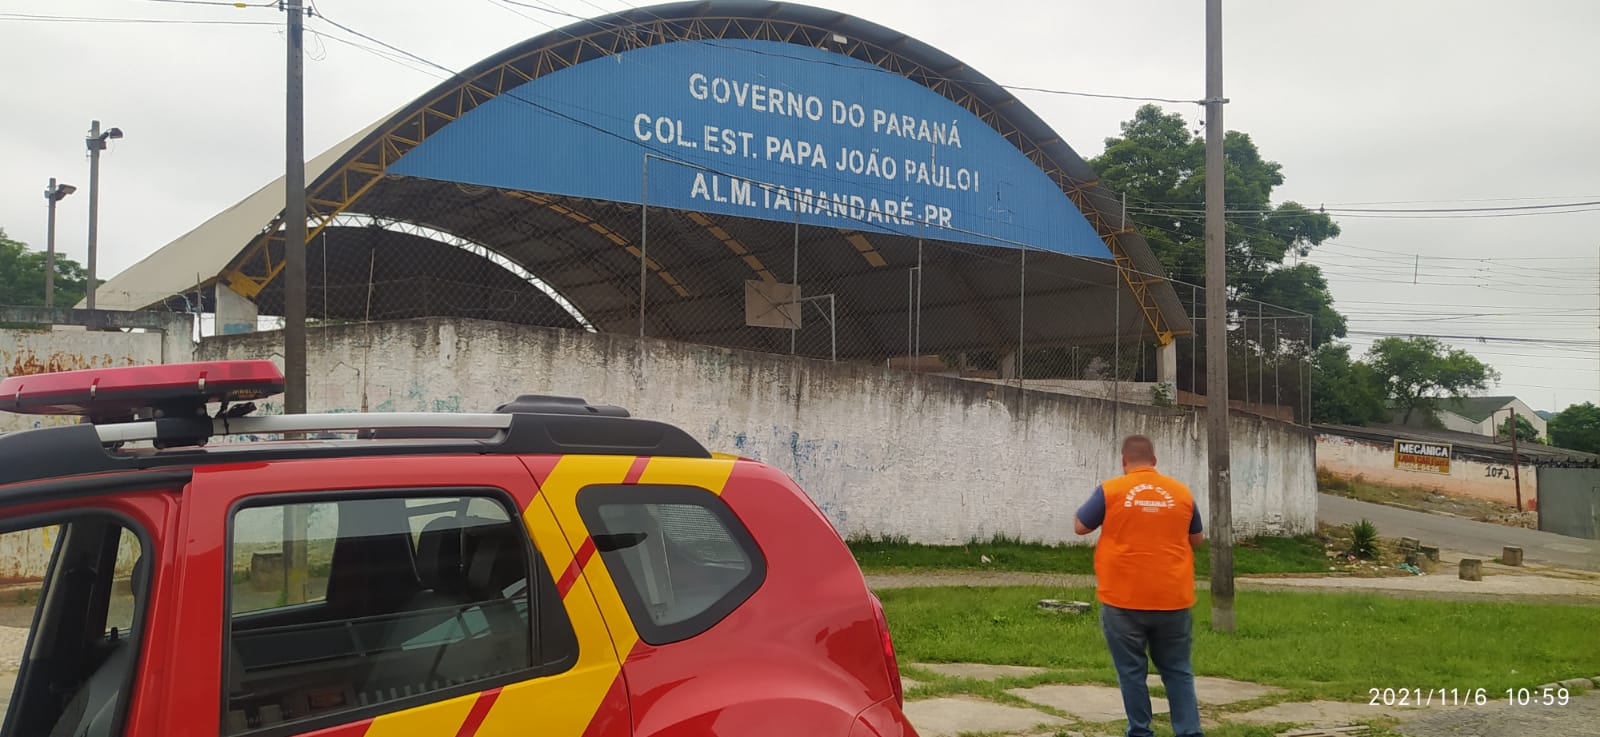 GOVERNO DO PARANÁ
COL. EST. PAPA JOÃO PAULO I
ALM. TAMANDARÉ-PR
DEFESA CIVIL
PARANÁ
MECÂNICA
1072
2021/11/6 10:59